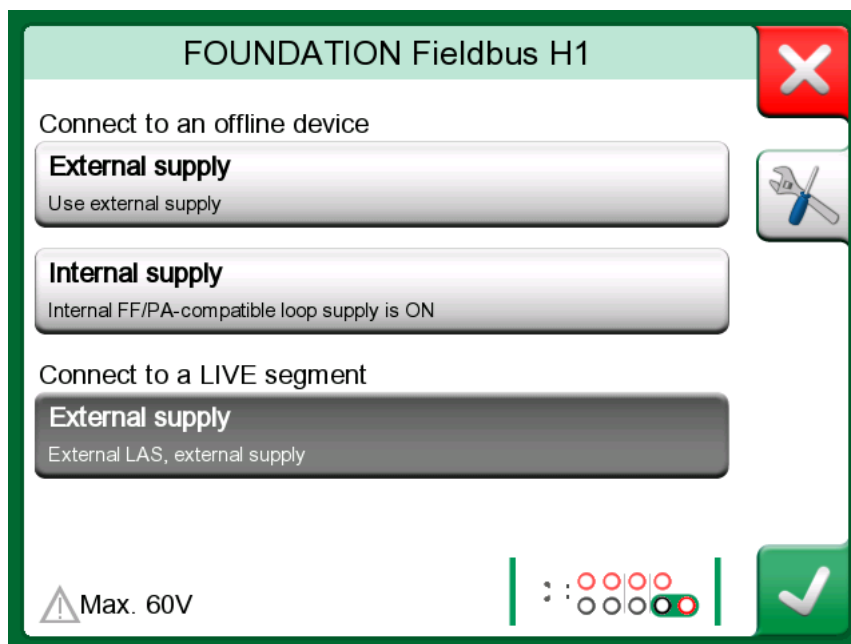 FOUNDATION Fieldbus H1
Connect to an offline device
External supply
Use external supply
Internal supply
Internal FF/PA-compatible loop supply is ON
Connect to a LIVE segment
External supply
External LAS, external supply
Max. 60V